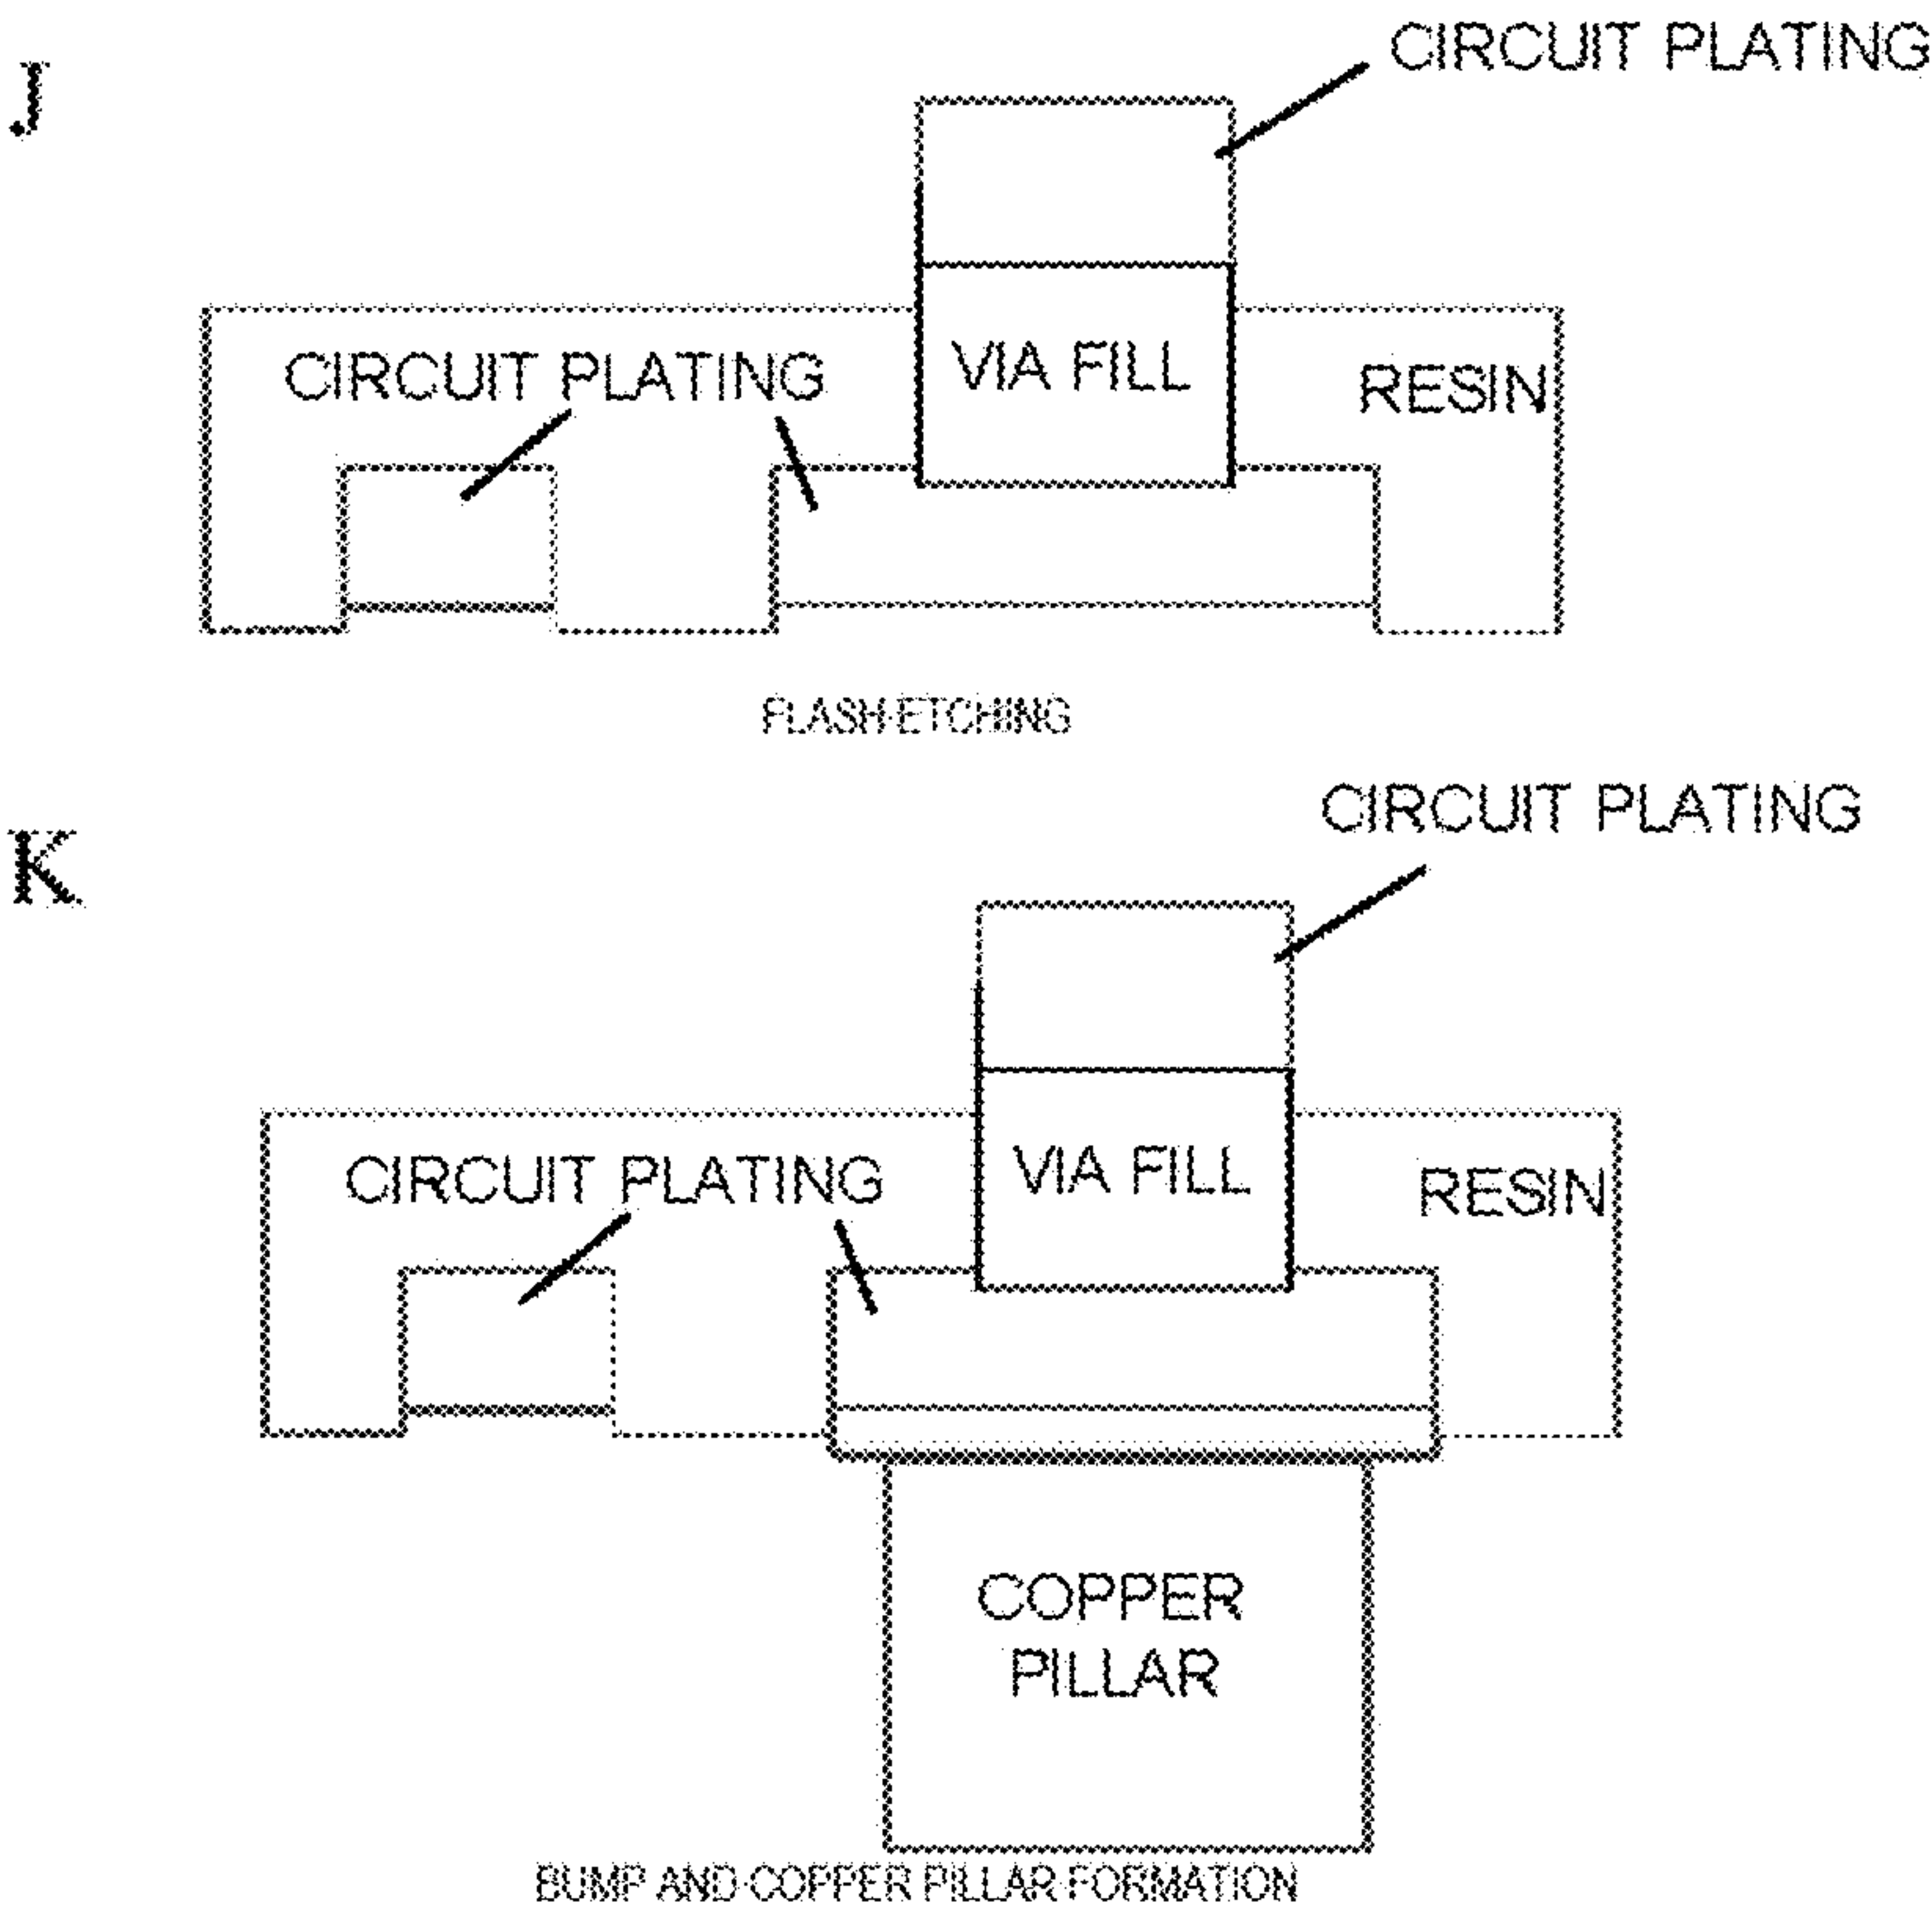 J
CIRCUIT PLATING
CIRCUIT PLATING
VIA FILL
RESIN
FLASH ETCHING
K
CIRCUIT PLATING
CIRCUIT PLATING
VIA FILL
RESIN
COPPER
PILLAR
BUMP AND COPPER PILLAR FORMATION